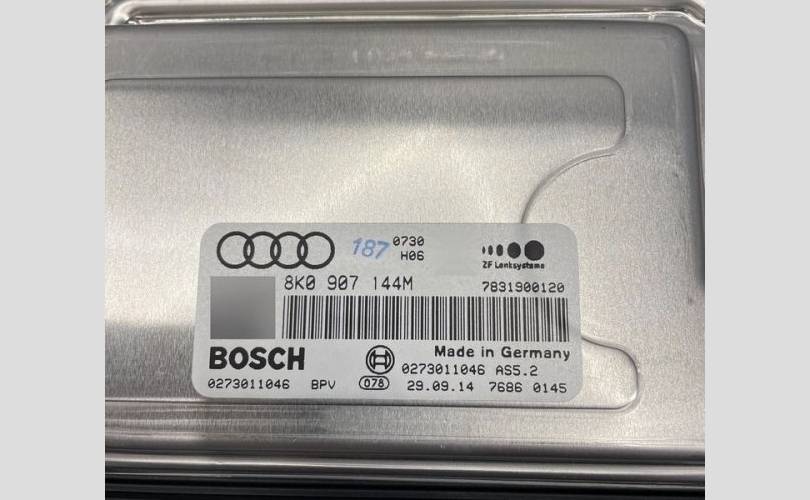 187 0730
H06
ZF Lenksysteme
8K0 907 144M 7831900120
BOSCH Made in Germany
0273011046 AS5.2
0273011046 BPV 078 29.09.14 7686 0145